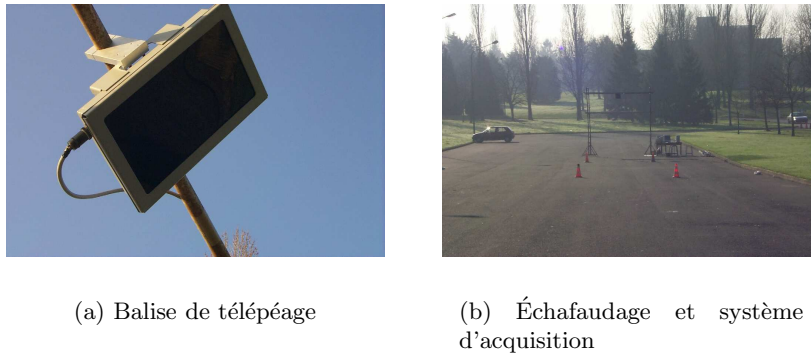 (a) Balise de télépéage
(b) Échafaudage et système
d'acquisition